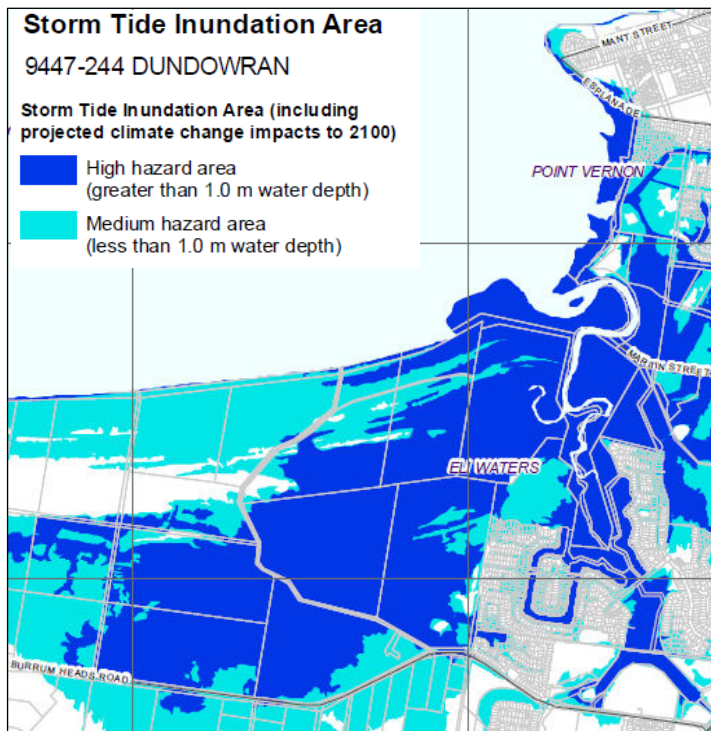 Storm Tide Inundation Area
9447-244 DUNDOWRAN
Storm Tide Inundation Area (including
projected climate change impacts to 2100)
High hazard area
(greater than 1.0 m water depth)
Medium hazard area
(less than 1.0 m water depth)
MANT STREET
ESPLANADE
POINT VERNON
MARTIN STREET
ELI WATERS
BURRUM HEADS ROAD